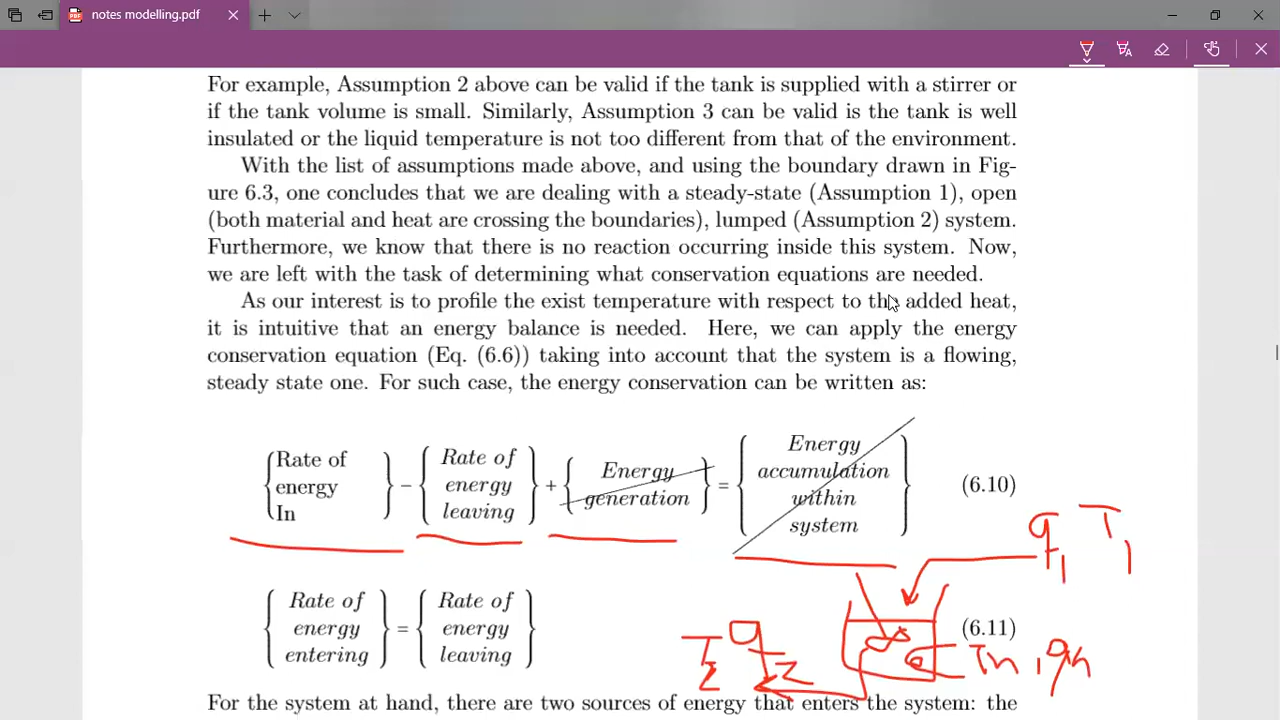 notes modelling.pdf
For example, Assumption 2 above can be valid if the tank is supplied with a stirrer or
if the tank volume is small. Similarly, Assumption 3 can be valid is the tank is well
insulated or the liquid temperature is not too different from that of the environment.
With the list of assumptions made above, and using the boundary drawn in Fig-
ure 6.3, one concludes that we are dealing with a steady-state (Assumption 1), open
(both material and heat are crossing the boundaries), lumped (Assumption 2) system.
Furthermore, we know that there is no reaction occurring inside this system. Now,
we are left with the task of determining what conservation equations are needed.
As our interest is to profile the exist temperature with respect to the added heat,
it is intuitive that an energy balance is needed. Here, we can apply the energy
conservation equation (Eq. (6.6)) taking into account that the system is a flowing,
steady state one. For such case, the energy conservation can be written as:
{Rate of energy In} − {Rate of energy leaving} + {Energy generation} = {Energy accumulation within system} (6.10)
q1 T1
{Rate of energy entering} = {Rate of energy leaving} (6.11)
T2 q2
For the system at hand, there are two sources of energy that enters the system: the